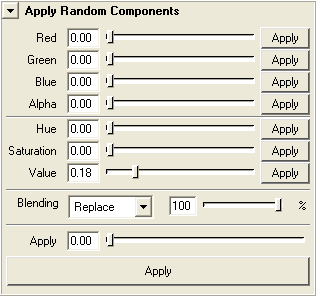 Apply Random Components
Red 0.00 Apply
Green 0.00 Apply
Blue 0.00 Apply
Alpha 0.00 Apply
Hue 0.00 Apply
Saturation 0.00 Apply
Value 0.18 Apply
Blending Replace 100 %
Apply 0.00
Apply